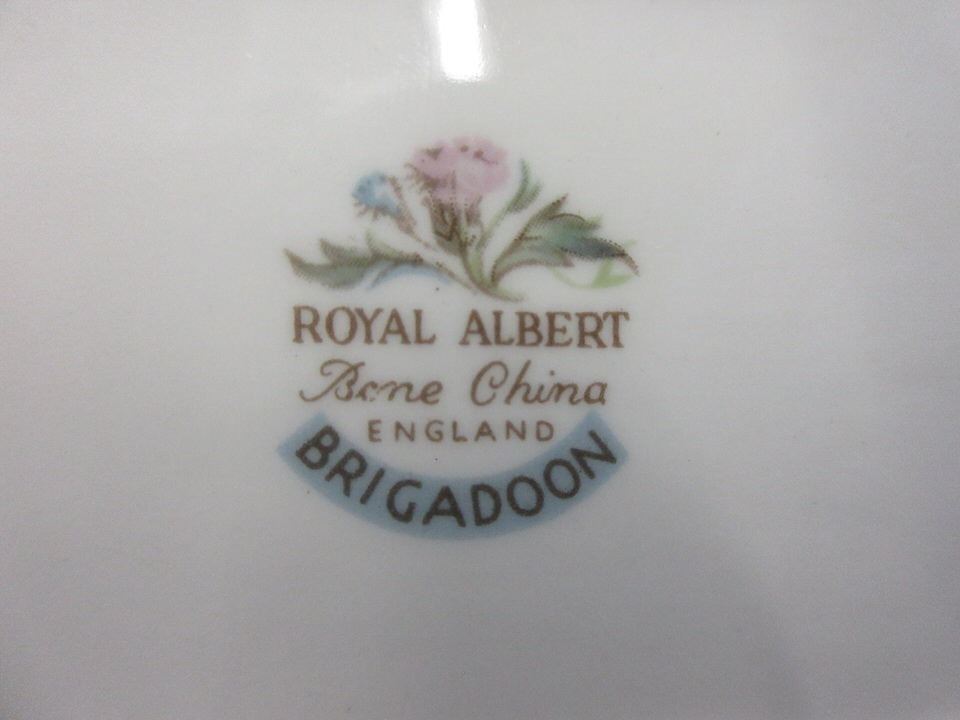 ROYAL ALBERT
Bone China
ENGLAND
BRIGADOON